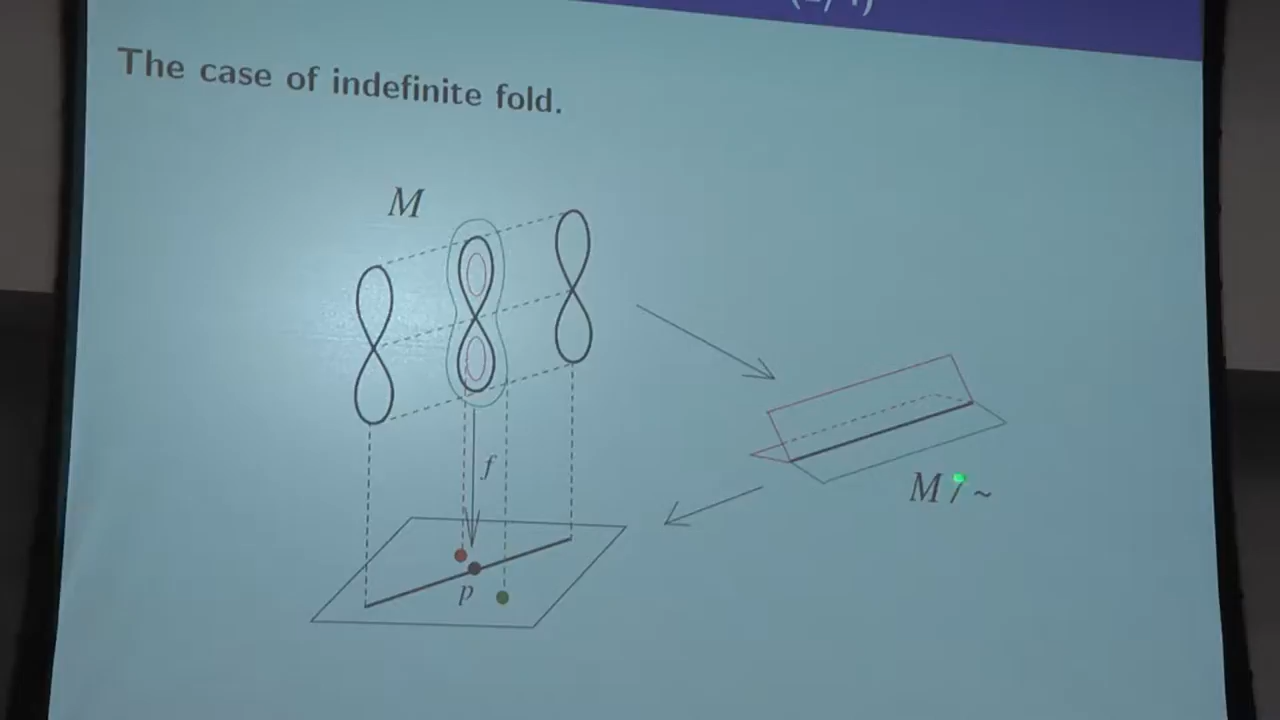 The case of indefinite fold.
M
f
p
M / ~